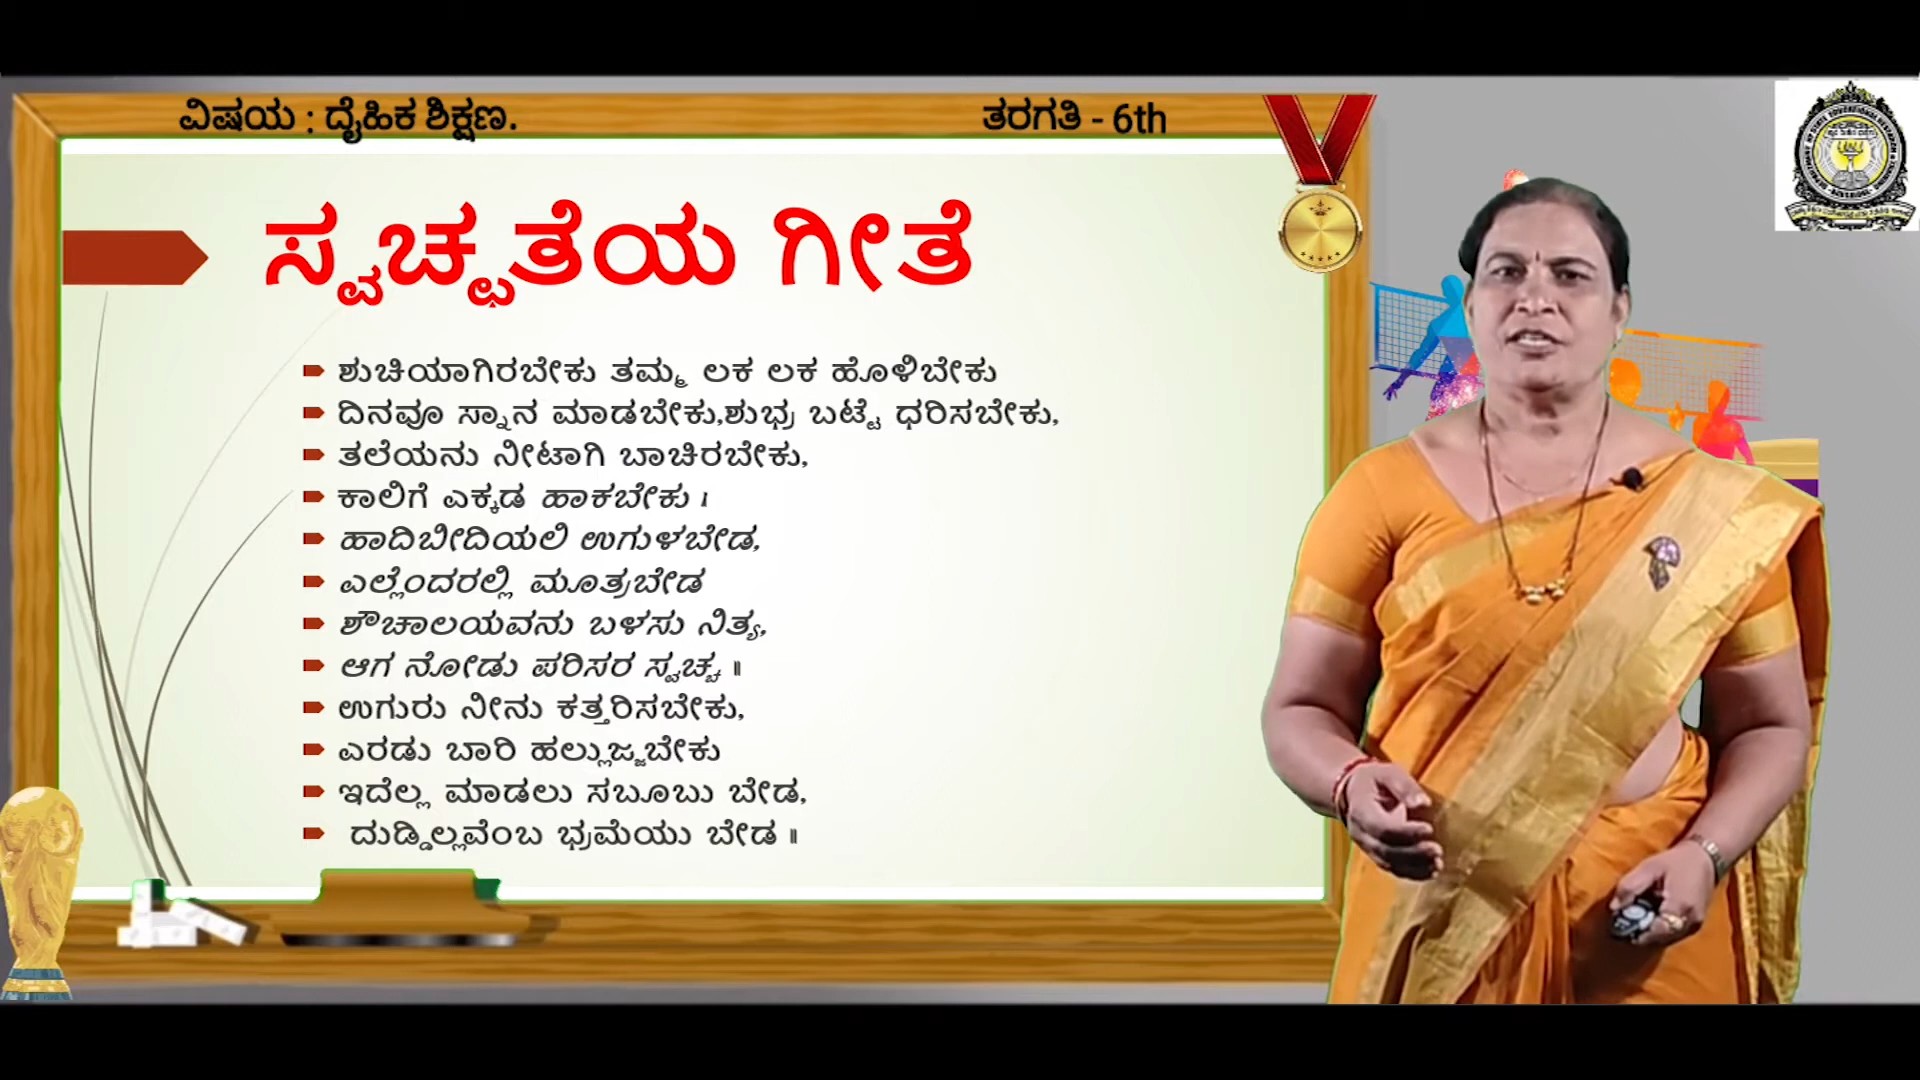 ವಿಷಯ : ದೈಹಿಕ ಶಿಕ್ಷಣ.
ತರಗತಿ - 6th
ಸ್ವಚ್ಛತೆಯ ಗೀತೆ
ಶುಚಿಯಾಗಿರಬೇಕು ತಮ್ಮ ಲಕ ಲಕ ಹೊಳಿಬೇಕು
ದಿನವೂ ಸ್ನಾನ ಮಾಡಬೇಕು,ಶುಭ್ರ ಬಟ್ಟೆ ಧರಿಸಬೇಕು,
ತಲೆಯನು ನೀಟಾಗಿ ಬಾಚಿರಬೇಕು,
ಕಾಲಿಗೆ ಎಕ್ಕಡ ಹಾಕಬೇಕು ।
ಹಾದಿಬೀದಿಯಲಿ ಉಗುಳಬೇಡ,
ಎಲ್ಲೆಂದರಲ್ಲಿ ಮೂತ್ರಬೇಡ
ಶೌಚಾಲಯವನು ಬಳಸು ನಿತ್ಯ,
ಆಗ ನೋಡು ಪರಿಸರ ಸ್ವಚ್ಚ ॥
ಉಗುರು ನೀನು ಕತ್ತರಿಸಬೇಕು,
ಎರಡು ಬಾರಿ ಹಲ್ಲುಜ್ಜಬೇಕು
ಇದೆಲ್ಲ ಮಾಡಲು ಸಬೂಬು ಬೇಡ,
ದುಡ್ಡಿಲ್ಲವೆಂಬ ಭ್ರಮೆಯು ಬೇಡ ॥